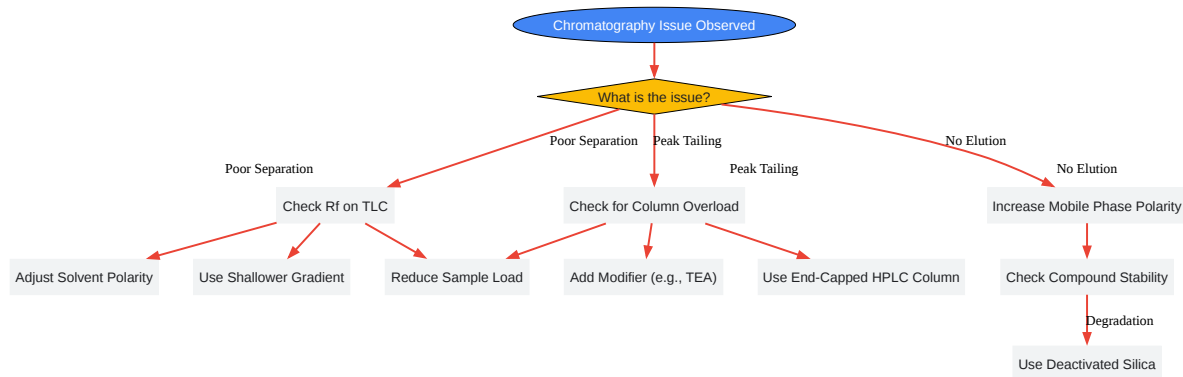 Chromatography Issue Observed
What is the issue?
Poor Separation
Peak Tailing
No Elution
Poor Separation
Peak Tailing
No Elution
Check Rf on TLC
Check for Column Overload
Increase Mobile Phase Polarity
Adjust Solvent Polarity
Use Shallower Gradient
Reduce Sample Load
Add Modifier (e.g., TEA)
Use End-Capped HPLC Column
Check Compound Stability
Degradation
Use Deactivated Silica